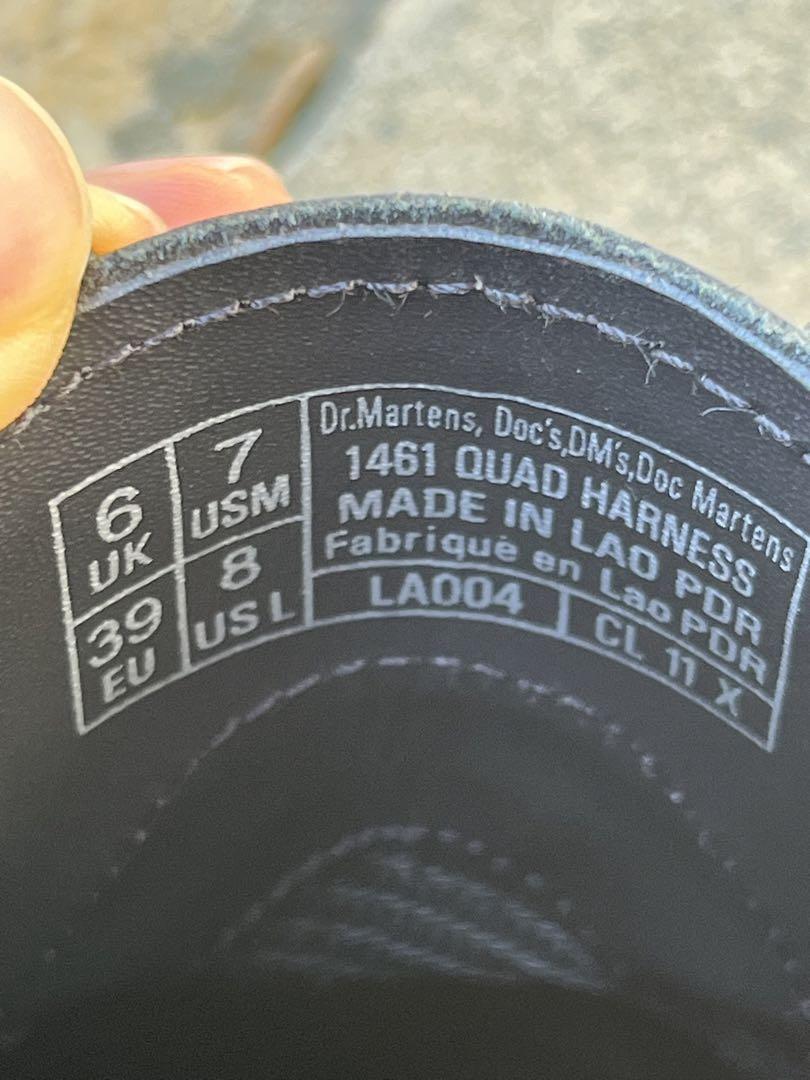 6
UK
7
USM
39
EU
8
US L
Dr.Martens, Doc's,DM's,Doc Martens
1461 QUAD HARNESS
MADE IN LAO PDR
Fabriqué en Lao PDR
LA004
CL 11 X